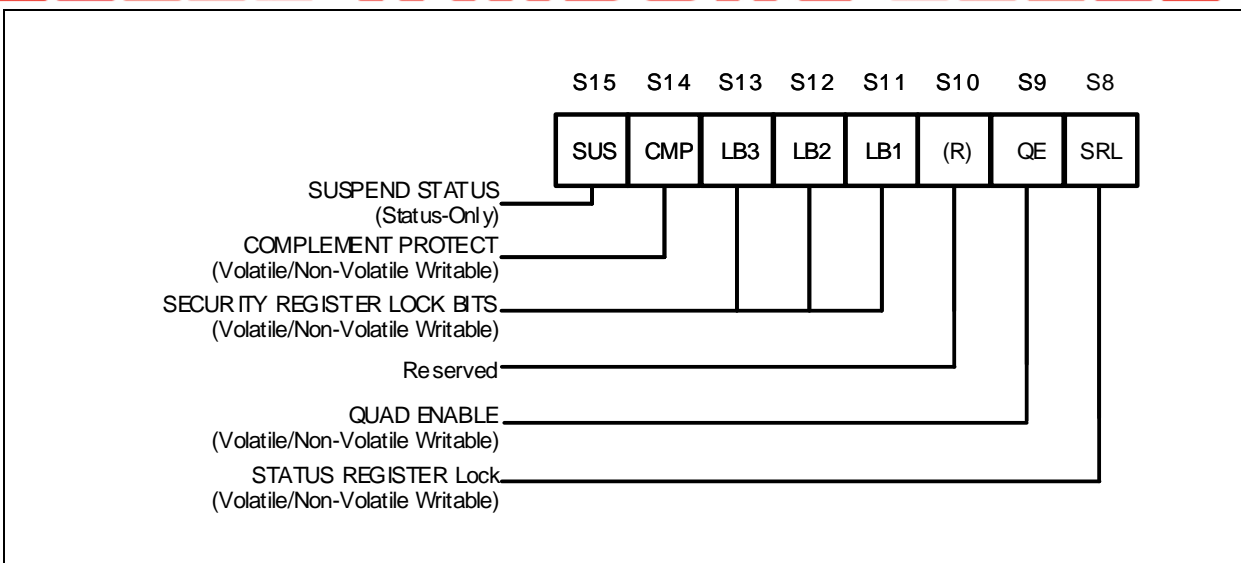 S15 S14 S13 S12 S11 S10 S9 S8
SUS CMP LB3 LB2 LB1 (R) QE SRL
SUSPEND STATUS
(Status-Only)
COMPLEMENT PROTECT
(Volatile/Non-Volatile Writable)
SECURITY REGISTER LOCK BITS
(Volatile/Non-Volatile Writable)
Reserved
QUAD ENABLE
(Volatile/Non-Volatile Writable)
STATUS REGISTER Lock
(Volatile/Non-Volatile Writable)